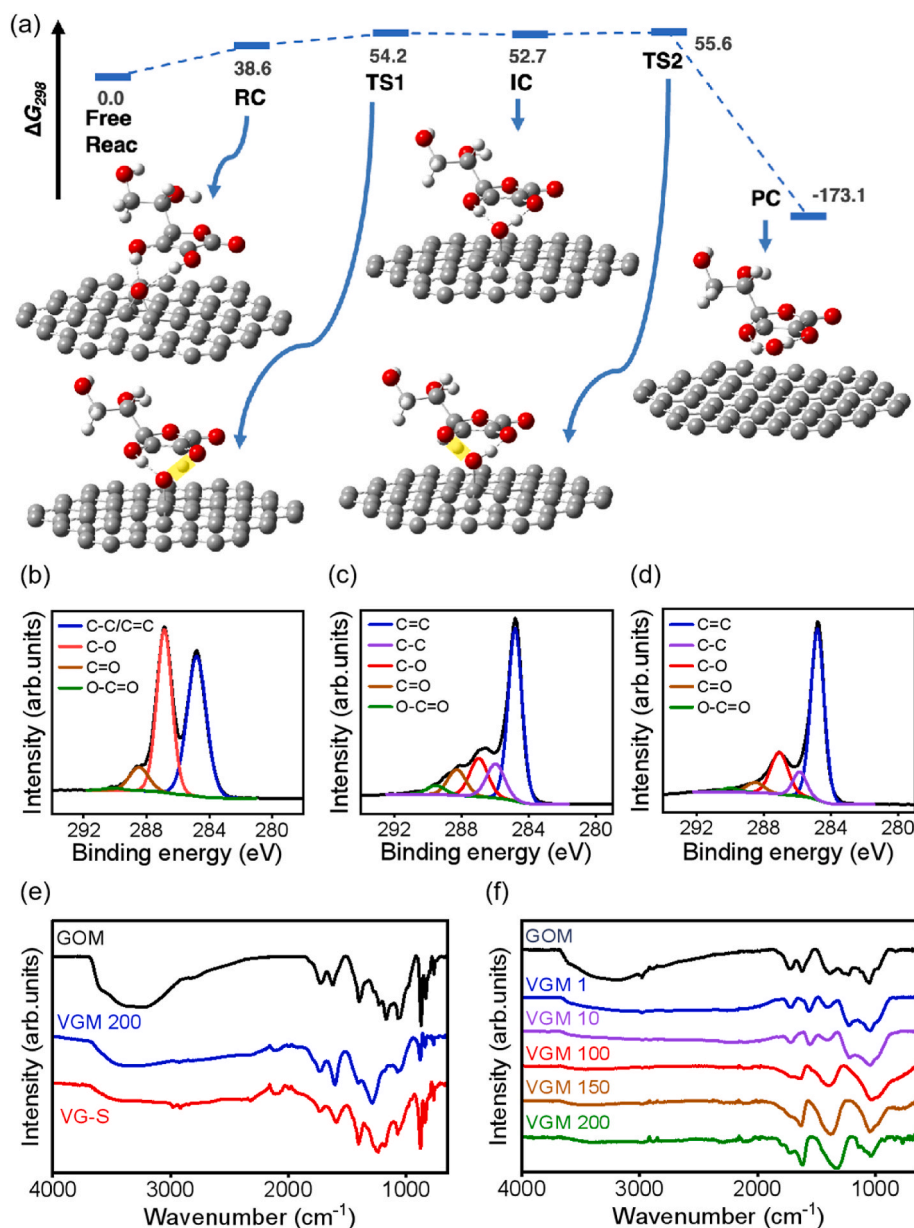 (a)
ΔG298
0.0
Free
Reac
38.6
RC
54.2
TS1
52.7
IC
55.6
TS2
PC
-173.1
(b)
Intensity (arb.units)
C-C/C=C
C-O
C=O
O-C=O
292 288 284 280
Binding energy (eV)
(c)
Intensity (arb.units)
C=C
C-C
C-O
C=O
O-C=O
292 288 284 280
Binding energy (eV)
(d)
Intensity (arb.units)
C=C
C-C
C-O
C=O
O-C=O
292 288 284 280
Binding energy (eV)
(e)
Intensity (arb.units)
GOM
VGM 200
VG-S
4000 3000 2000 1000
Wavenumber (cm⁻¹)
(f)
Intensity (arb.units)
GOM
VGM 1
VGM 10
VGM 100
VGM 150
VGM 200
4000 3000 2000 1000
Wavenumber (cm⁻¹)